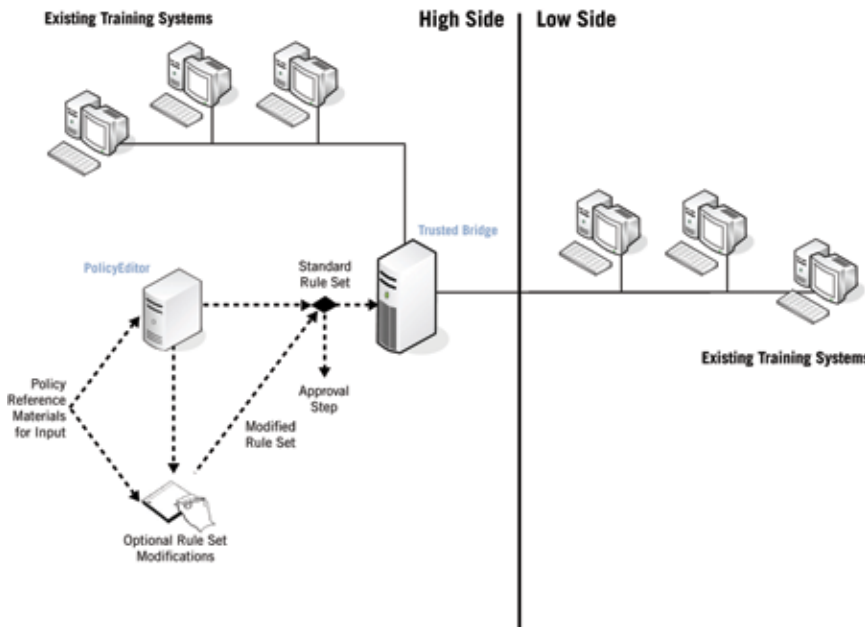 Existing Training Systems
High Side
Low Side
Trusted Bridge
PolicyEditor
Standard
Rule Set
Policy
Reference
Materials
for Input
Approval
Step
Modified
Rule Set
Optional Rule Set
Modifications
Existing Training Systems